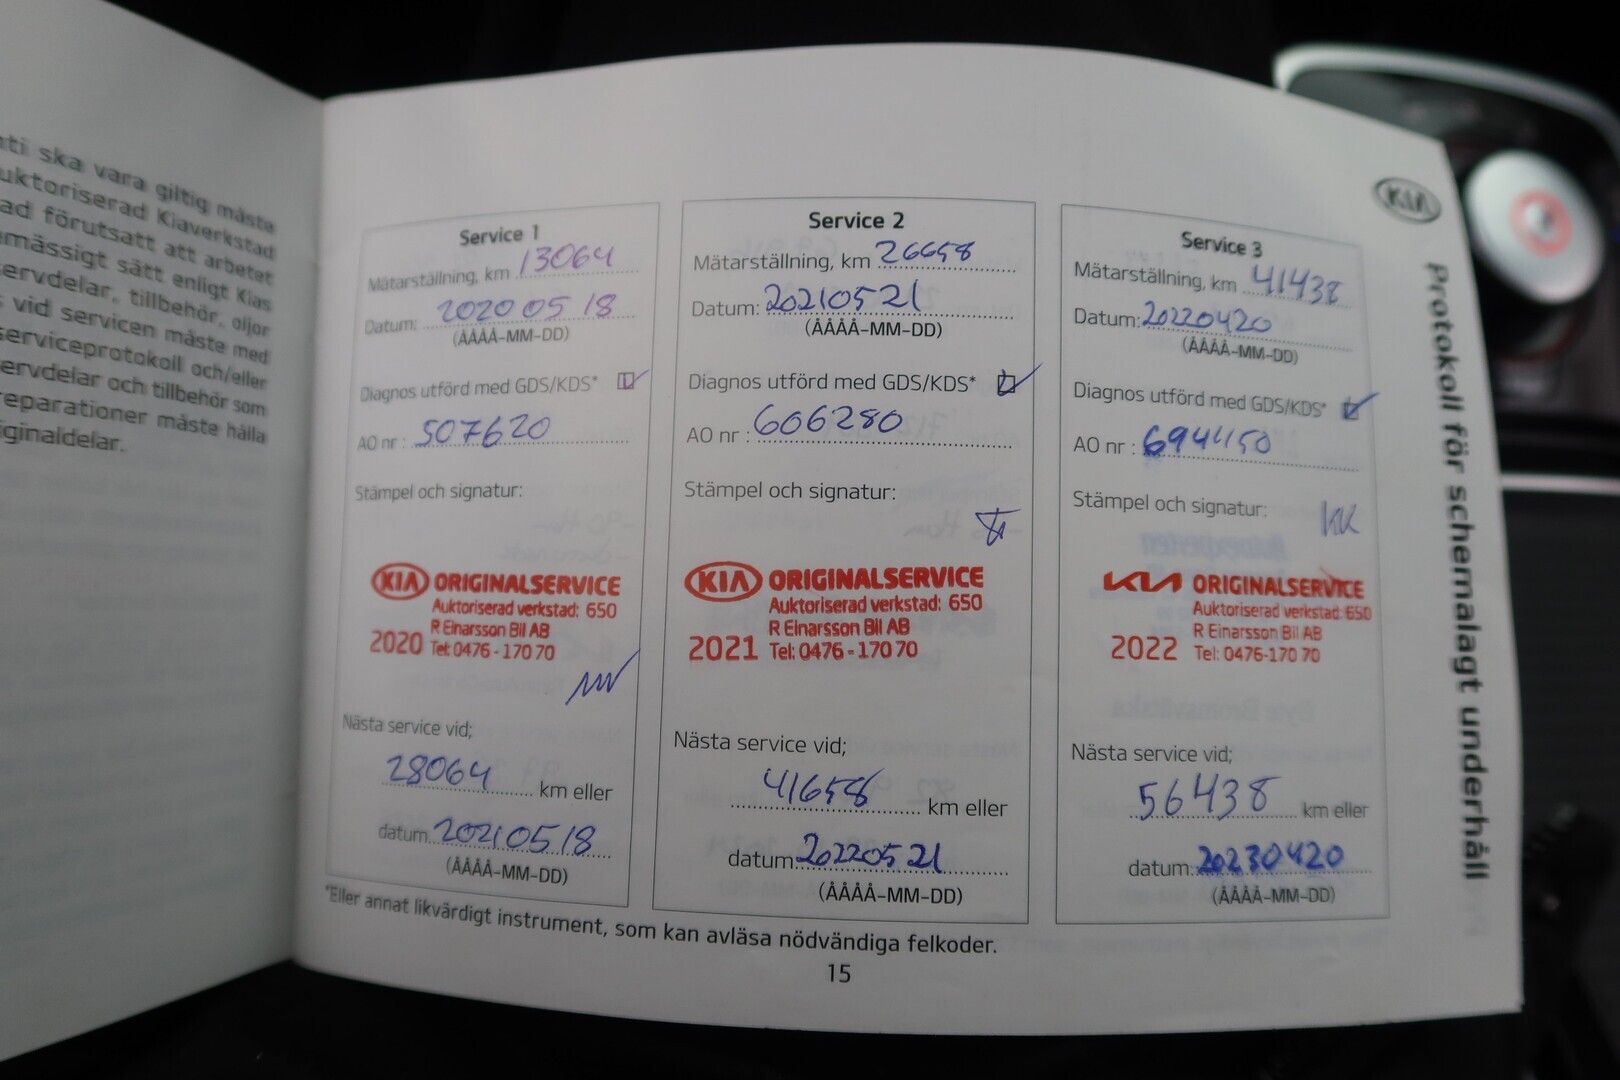 ti ska vara giltig måste
uktoriserad Kiaverkstad
ad förutsatt att arbetet
mässigt sätt enligt Kias
servdelar, tillbehör, oljor
vid servicen måste med
serviceprotokoll och/eller
ervdelar och tillbehör som
reparationer måste hålla
iginaldelar.
Service 1
Mätarställning, km 13064
Datum: 2020 05 18
(ÅÅÅÅ-MM-DD)
Diagnos utförd med GDS/KDS*
AO nr : 507620
Stämpel och signatur:
KIA ORIGINALSERVICE
Auktoriserad verkstad: 650
R Einarsson Bil AB
2020 Tel: 0476 - 170 70
Nästa service vid;
28064 km eller
datum. 20210518
(ÅÅÅÅ-MM-DD)
Service 2
Mätarställning, km 26658
Datum: 20210521
(ÅÅÅÅ-MM-DD)
Diagnos utförd med GDS/KDS*
AO nr : 606280
Stämpel och signatur:
KIA ORIGINALSERVICE
Auktoriserad verkstad: 650
R Einarsson Bil AB
2021 Tel: 0476 - 170 70
Nästa service vid;
41658 km eller
datum. 20220521
(ÅÅÅÅ-MM-DD)
Service 3
Mätarställning, km 41438
Datum: 20220420
(ÅÅÅÅ-MM-DD)
Diagnos utförd med GDS/KDS*
AO nr : 694450
Stämpel och signatur:
KK
KIA ORIGINALSERVICE
Auktoriserad verkstad: 650
R Einarsson Bil AB
2022 Tel: 0476-170 70
Nästa service vid;
56438 km eller
datum: 20230420
(ÅÅÅÅ-MM-DD)
*Eller annat likvärdigt instrument, som kan avläsa nödvändiga felkoder.
15
KIA
Protokoll för schemalagt underhåll